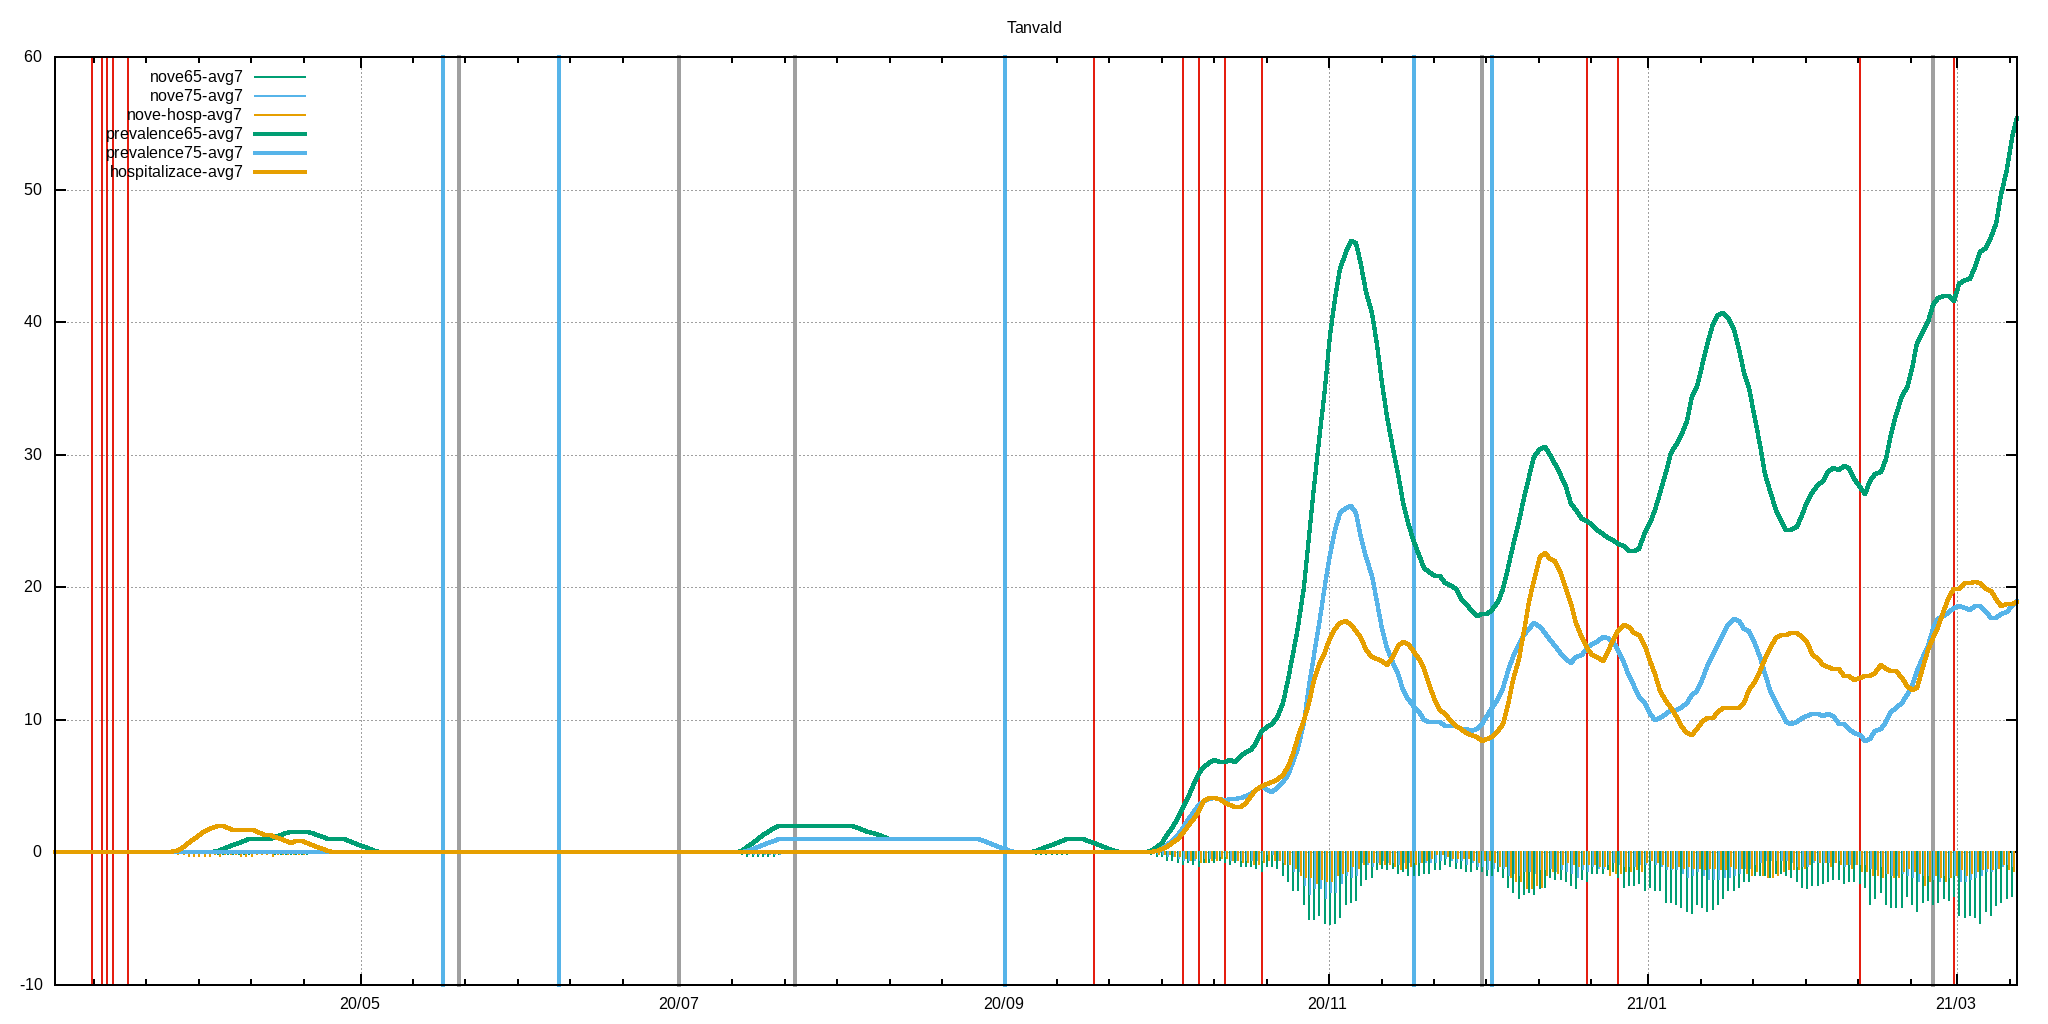 Tanvald
60
50
40
30
20
10
0
-10
nove65-avg7
nove75-avg7
nove-hosp-avg7
prevalence65-avg7
prevalence75-avg7
hospitalizace-avg7
20/05 20/07 20/09 20/11 21/01 21/03